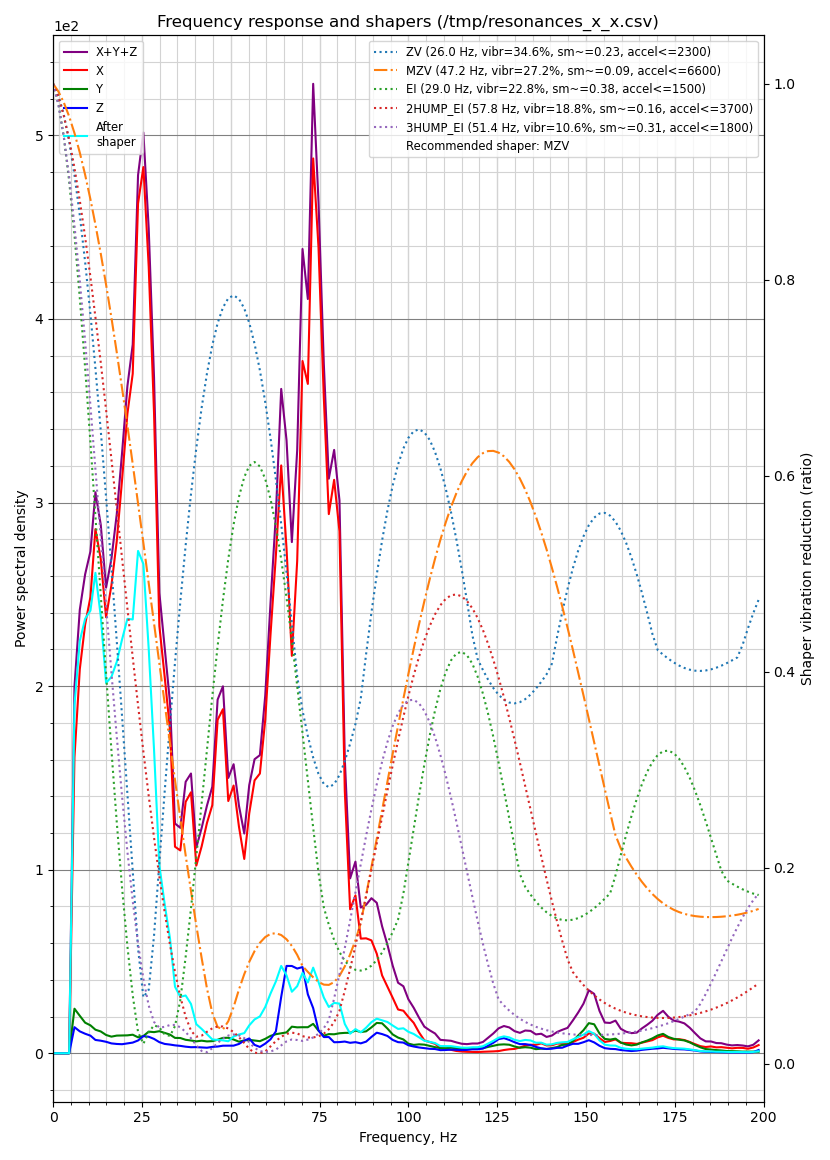 Frequency response and shapers (/tmp/resonances_x_x.csv)
1e2
X+Y+Z
X
Y
Z
After
shaper
ZV (26.0 Hz, vibr=34.6%, sm~=0.23, accel<=2300)
MZV (47.2 Hz, vibr=27.2%, sm~=0.09, accel<=6600)
EI (29.0 Hz, vibr=22.8%, sm~=0.38, accel<=1500)
2HUMP_EI (57.8 Hz, vibr=18.8%, sm~=0.16, accel<=3700)
3HUMP_EI (51.4 Hz, vibr=10.6%, sm~=0.31, accel<=1800)
Recommended shaper: MZV
5
4
3
2
1
0
Power spectral density
1.0
0.8
0.6
0.4
0.2
0.0
Shaper vibration reduction (ratio)
0 25 50 75 100 125 150 175 200
Frequency, Hz